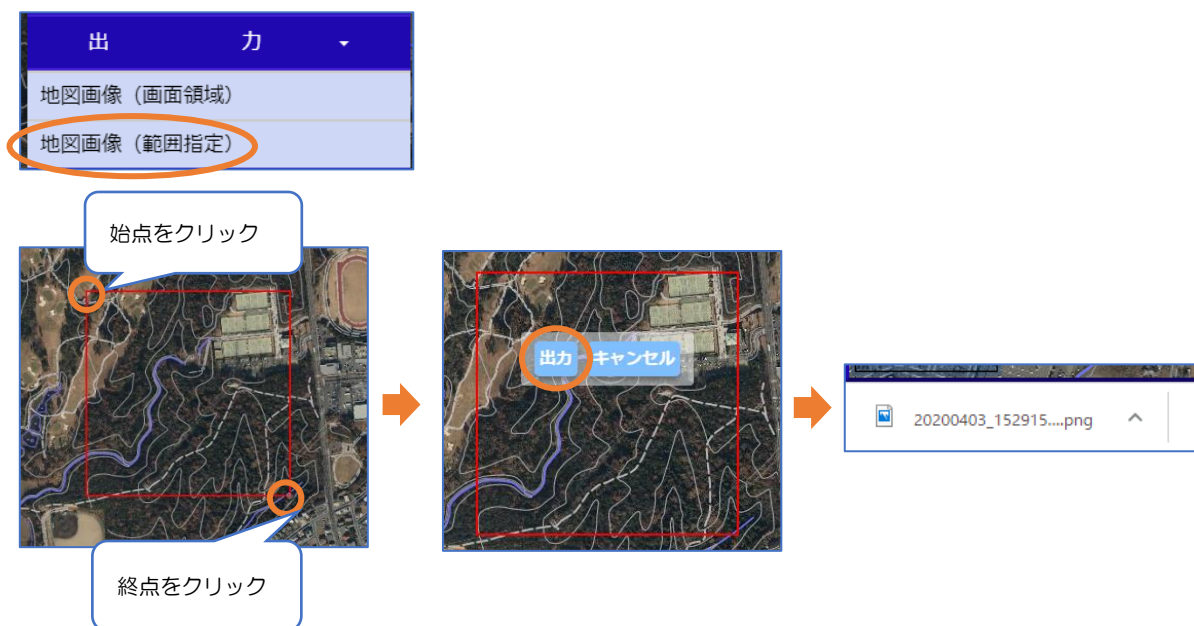 出 力
地図画像（画面領域）
地図画像（範囲指定）
始点をクリック
終点をクリック
出力 キャンセル
20200403_152915....png